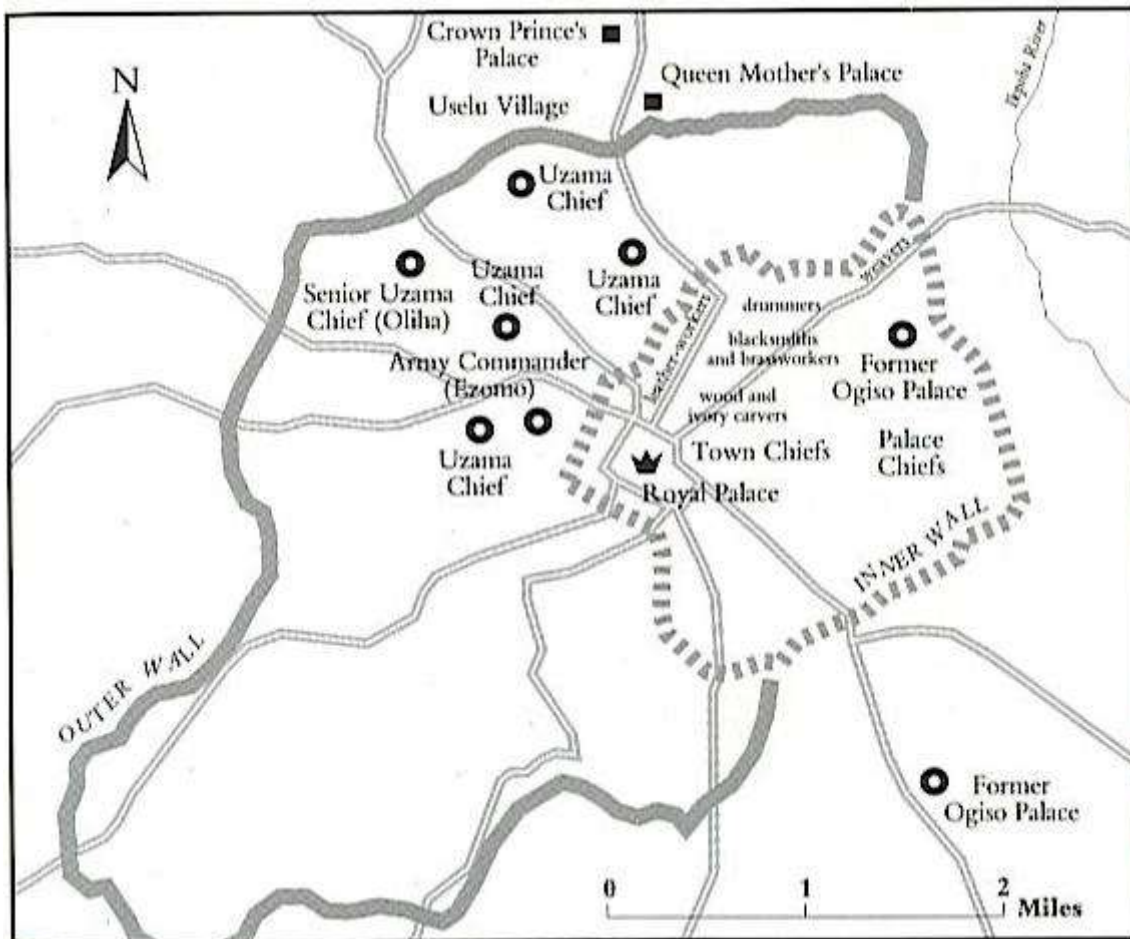 Crown Prince's
Palace
N
Queen Mother's Palace
Uselu Village
Ikpoba River
Uzama
Chief
Senior Uzama
Chief (Oliha)
Uzama
Chief
Uzama
Chief
weavers
drummers
leather-workers
blacksmiths
and brassworkers
Army Commander
(Ezomo)
Former
Ogiso Palace
wood and
ivory carvers
Uzama
Chief
Town Chiefs
Palace
Chiefs
Royal Palace
INNER WALL
OUTER WALL
Former
Ogiso Palace
0 1 2
Miles